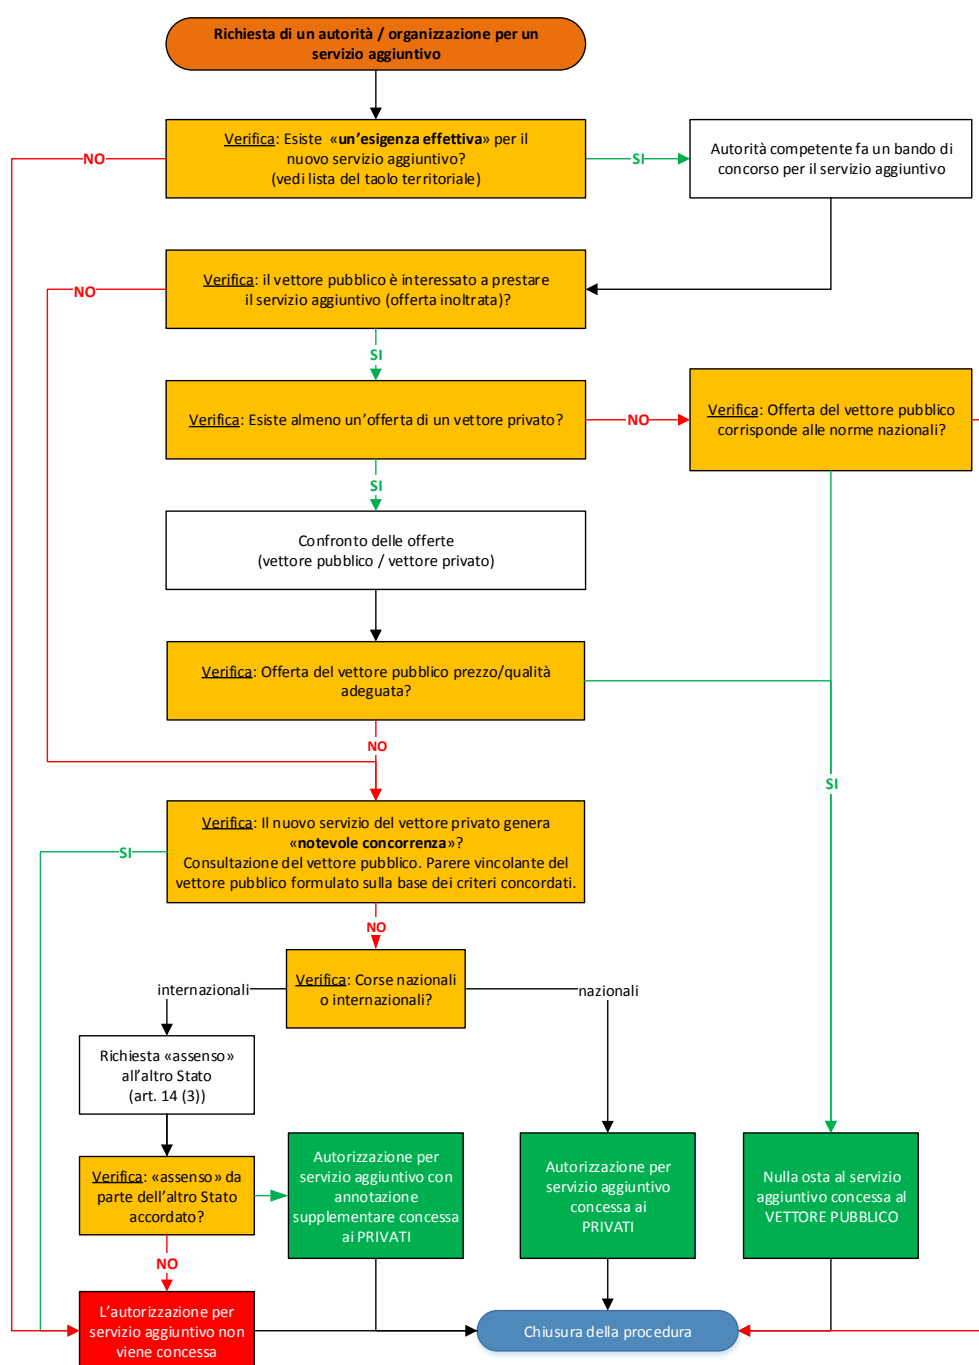 Richiesta di un autorità / organizzazione per un
servizio aggiuntivo
Verifica: Esiste «un'esigenza effettiva» per il
nuovo servizio aggiuntivo?
(vedi lista del taolo territoriale)
NO
SI
Autorità competente fa un bando di
concorso per il servizio aggiuntivo
Verifica: il vettore pubblico è interessato a prestare
il servizio aggiuntivo (offerta inoltrata)?
NO
SI
Verifica: Esiste almeno un'offerta di un vettore privato?
NO
Verifica: Offerta del vettore pubblico
corrisponde alle norme nazionali?
SI
Confronto delle offerte
(vettore pubblico / vettore privato)
Verifica: Offerta del vettore pubblico prezzo/qualità
adeguata?
NO
SI
Verifica: Il nuovo servizio del vettore privato genera
«notevole concorrenza»?
Consultazione del vettore pubblico. Parere vincolante del
vettore pubblico formulato sulla base dei criteri concordati.
SI
NO
Verifica: Corse nazionali
o internazionali?
internazionali
nazionali
Richiesta «assenso»
all'altro Stato
(art. 14 (3))
Verifica: «assenso» da
parte dell'altro Stato
accordato?
Autorizzazione per
servizio aggiuntivo con
annotazione
supplementare concessa
ai PRIVATI
Autorizzazione per
servizio aggiuntivo
concessa ai
PRIVATI
Nulla osta al servizio
aggiuntivo concessa al
VETTORE PUBBLICO
NO
L'autorizzazione per
servizio aggiuntivo non
viene concessa
Chiusura della procedura